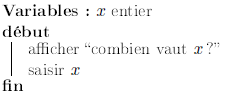 Variables : x entier
début
afficher “combien vaut x ?”
saisir x
fin